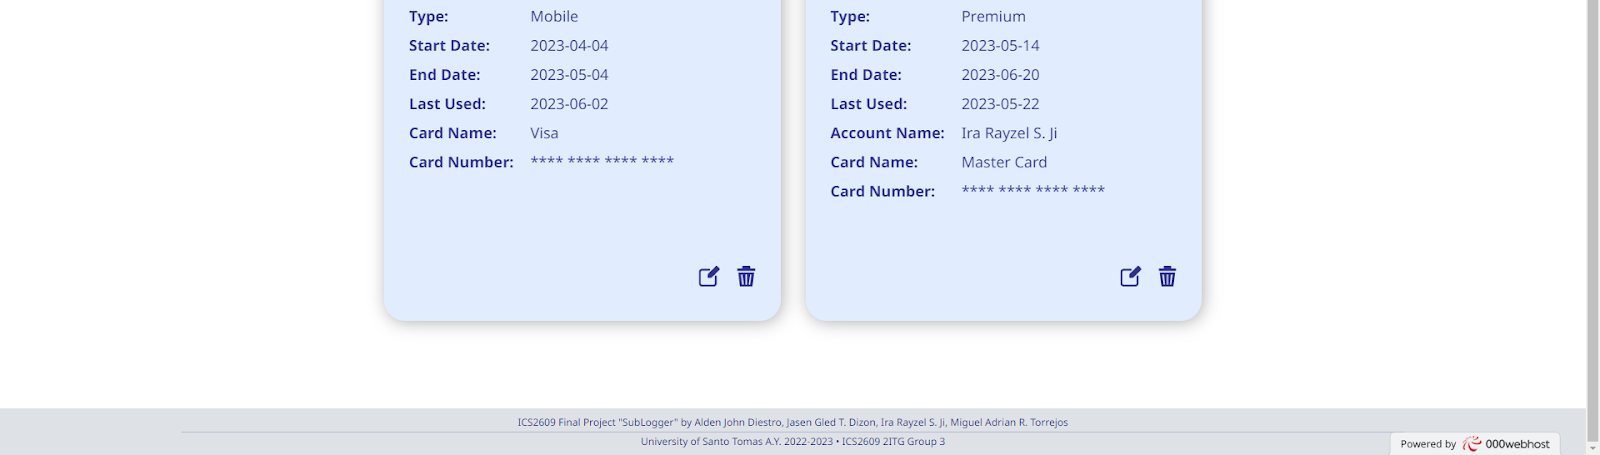 Type: Mobile
Start Date: 2023-04-04
End Date: 2023-05-04
Last Used: 2023-06-02
Card Name: Visa
Card Number: **** **** **** ****
Type: Premium
Start Date: 2023-05-14
End Date: 2023-06-20
Last Used: 2023-05-22
Account Name: Ira Rayzel S. Ji
Card Name: Master Card
Card Number: **** **** **** ****
ICS2609 Final Project "SubLogger" by Alden John Diestro, Jasen Gled T. Dizon, Ira Rayzel S. Ji, Miguel Adrian R. Torrejos
University of Santo Tomas A.Y. 2022-2023 • ICS2609 2ITG Group 3
Powered by 000webhost